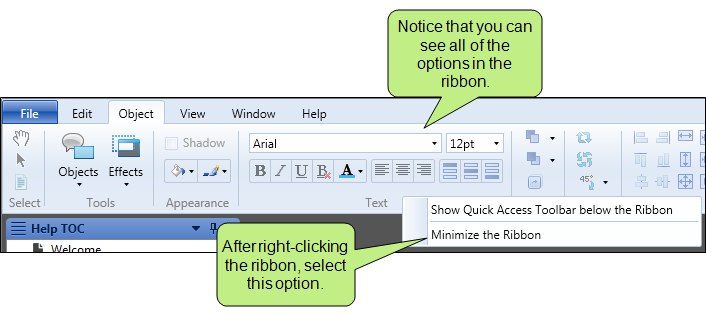 Notice that you can
see all of the
options in the
ribbon.
File Edit Object View Window Help
Shadow
Arial 12pt
Objects Effects
B I U B A
45°
Select Tools Appearance Text
Show Quick Access Toolbar below the Ribbon
Help TOC
Minimize the Ribbon
Welcome
After right-clicking
the ribbon, select
this option.